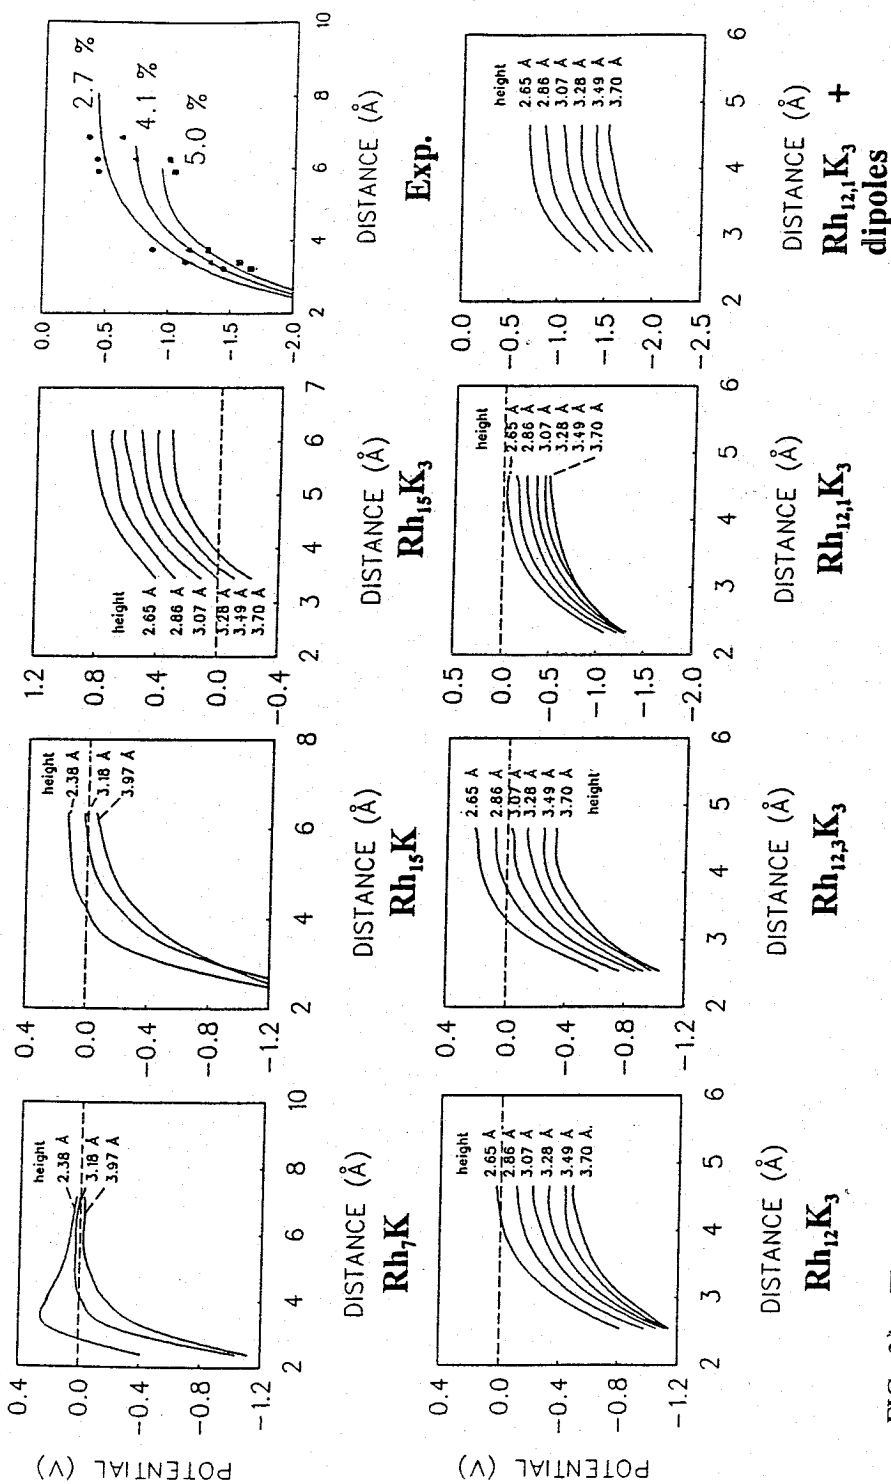 POTENTIAL (V)
0.4
0.0
−0.4
−0.8
−1.2
height
2.38 Å
3.18 Å
3.97 Å
2 4 6 8 10
DISTANCE (Å)
Rh₇K
0.4
0.0
−0.4
−0.8
−1.2
height
2.38 Å
3.18 Å
3.97 Å
2 4 6 8
DISTANCE (Å)
Rh₁₅K
1.2
0.8
0.4
0.0
−0.4
height
2.65 Å
2.86 Å
3.07 Å
3.28 Å
3.49 Å
3.70 Å
2 3 4 5 6 7
DISTANCE (Å)
Rh₁₅K₃
0.0
−0.5
−1.0
−1.5
−2.0
2.7 %
4.1 %
5.0 %
2 4 6 8 10
DISTANCE (Å)
Exp.
POTENTIAL (V)
0.4
0.0
−0.4
−0.8
−1.2
height
2.65 Å
2.86 Å
3.07 Å
3.28 Å
3.49 Å
3.70 Å.
2 3 4 5 6
DISTANCE (Å)
Rh₁₂K₃
0.4
0.0
−0.4
−0.8
−1.2
2.65 Å
2.86 Å
3.07 Å
3.28 Å
3.49 Å
3.70 Å
height
2 3 4 5 6
DISTANCE (Å)
Rh₁₂,₃K₃
0.5
0.0
−0.5
−1.0
−1.5
−2.0
height
2.65 Å
2.86 Å
3.07 Å
3.28 Å
3.49 Å
3.70 Å
2 3 4 5 6
DISTANCE (Å)
Rh₁₂,₁K₃
0.0
−0.5
−1.0
−1.5
−2.0
−2.5
height
2.65 Å
2.86 Å
3.07 Å
3.28 Å
3.49 Å
3.70 Å
2 3 4 5 6
DISTANCE (Å)
Rh₁₂,₁K₃ +
dipoles